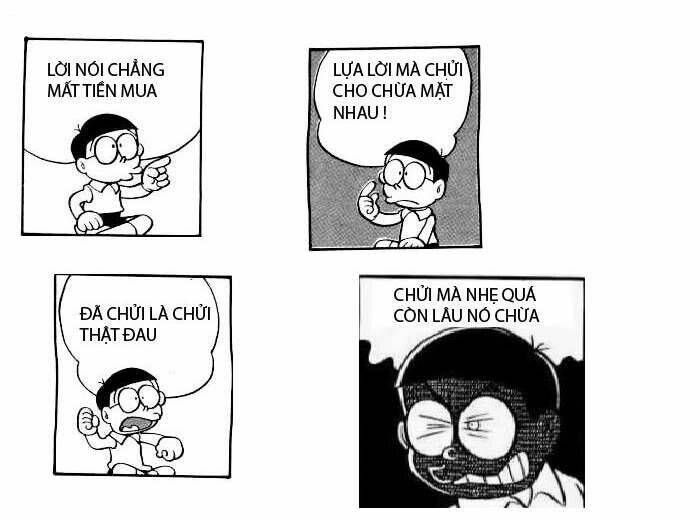 LỜI NÓI CHẲNG
MẤT TIỀN MUA
LỰA LỜI MÀ CHỬI
CHO CHỪA MẶT
NHAU !
ĐÃ CHỬI LÀ CHỬI
THẬT ĐAU
CHỬI MÀ NHẸ QUÁ
CÒN LÂU NÓ CHỪA